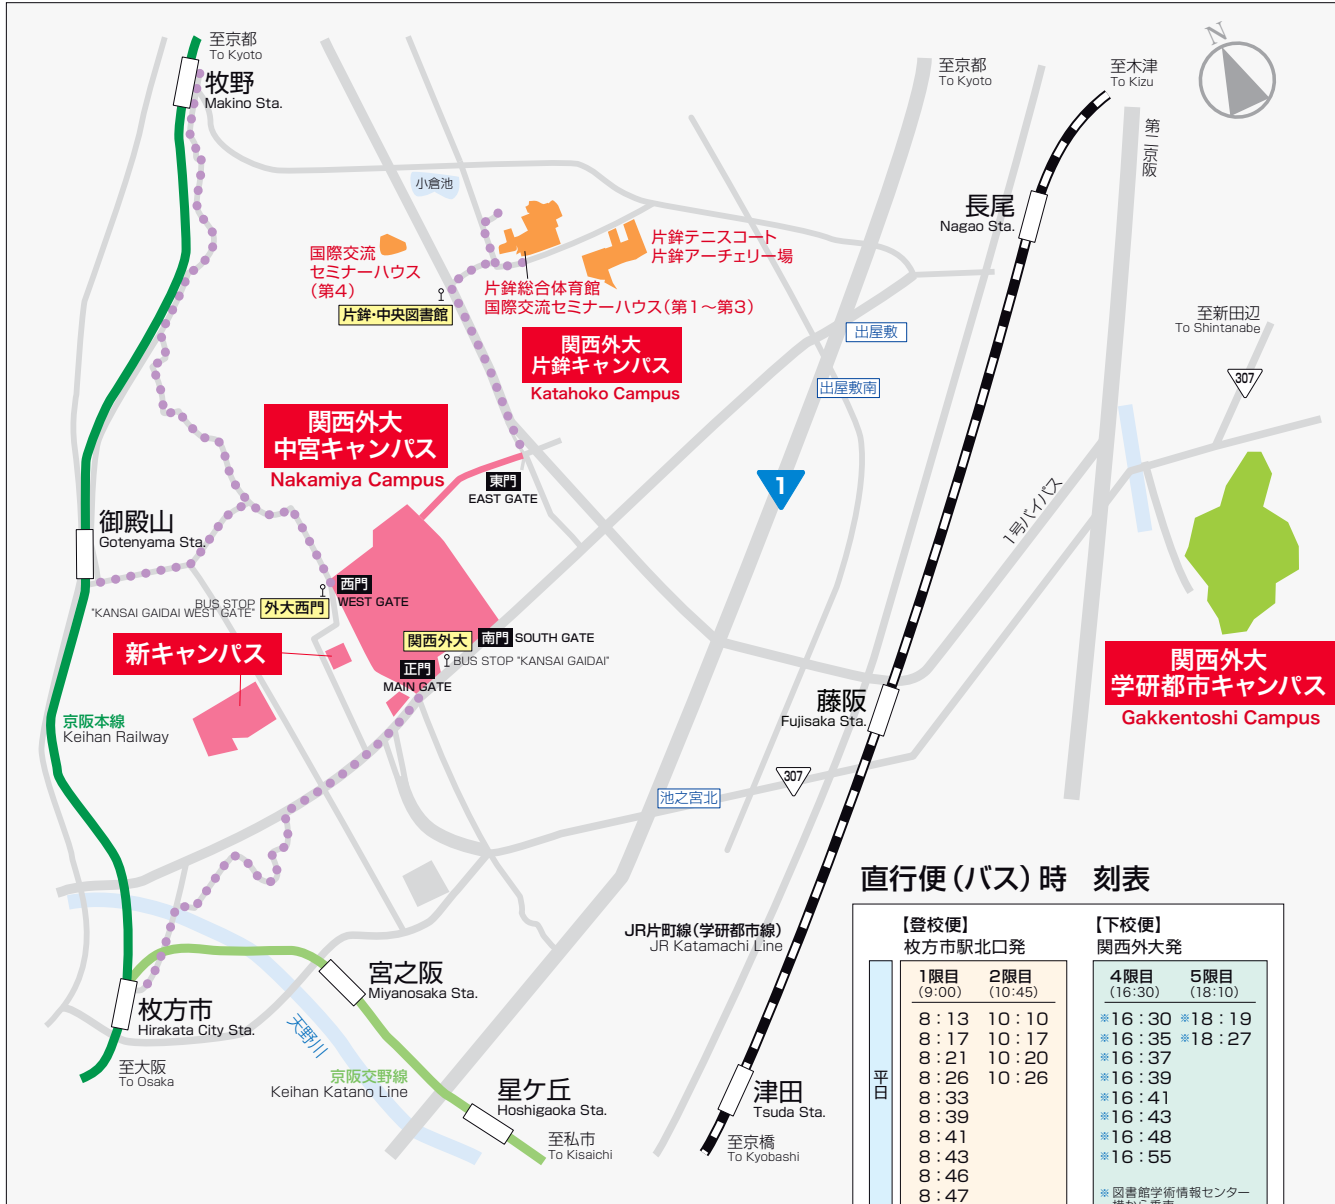 至京都
To Kyoto
牧野
Makino Sta.
至京都
To Kyoto
至木津
To Kizu
N
第二京阪
小倉池
長尾
Nagao Sta.
国際交流
セミナーハウス
(第4)
片鉾・中央図書館
片鉾テニスコート
片鉾アーチェリー場
片鉾総合体育館
国際交流セミナーハウス(第1〜第3)
関西外大
片鉾キャンパス
Katahoko Campus
出屋敷
出屋敷南
至新田辺
To Shintanabe
307
関西外大
中宮キャンパス
Nakamiya Campus
東門
EAST GATE
1
1号バイパス
御殿山
Gotenyama Sta.
西門
WEST GATE
BUS STOP
"KANSAI GAIDAI WEST GATE"
外大西門
関西外大
南門 SOUTH GATE
BUS STOP "KANSAI GAIDAI"
正門
MAIN GATE
新キャンパス
京阪本線
Keihan Railway
関西外大
学研都市キャンパス
Gakkentoshi Campus
藤阪
Fujisaka Sta.
307
池之宮北
JR片町線(学研都市線)
JR Katamachi Line
宮之阪
Miyanosaka Sta.
枚方市
Hirakata City Sta.
天野川
至大阪
To Osaka
京阪交野線
Keihan Katano Line
星ケ丘
Hoshigaoka Sta.
至私市
To Kisaichi
津田
Tsuda Sta.
至京橋
To Kyobashi
直行便(バス)時 刻表
【登校便】
枚方市駅北口発
【下校便】
関西外大発
平日
1限目 2限目
(9:00) (10:45)
8:13 10:10
8:17 10:17
8:21 10:20
8:26 10:26
8:33
8:39
8:41
8:43
8:46
8:47
4限目 5限目
(16:30) (18:10)
※16:30 ※18:19
※16:35 ※18:27
※16:37
※16:39
※16:41
※16:43
※16:48
※16:55
※図書館学術情報センター